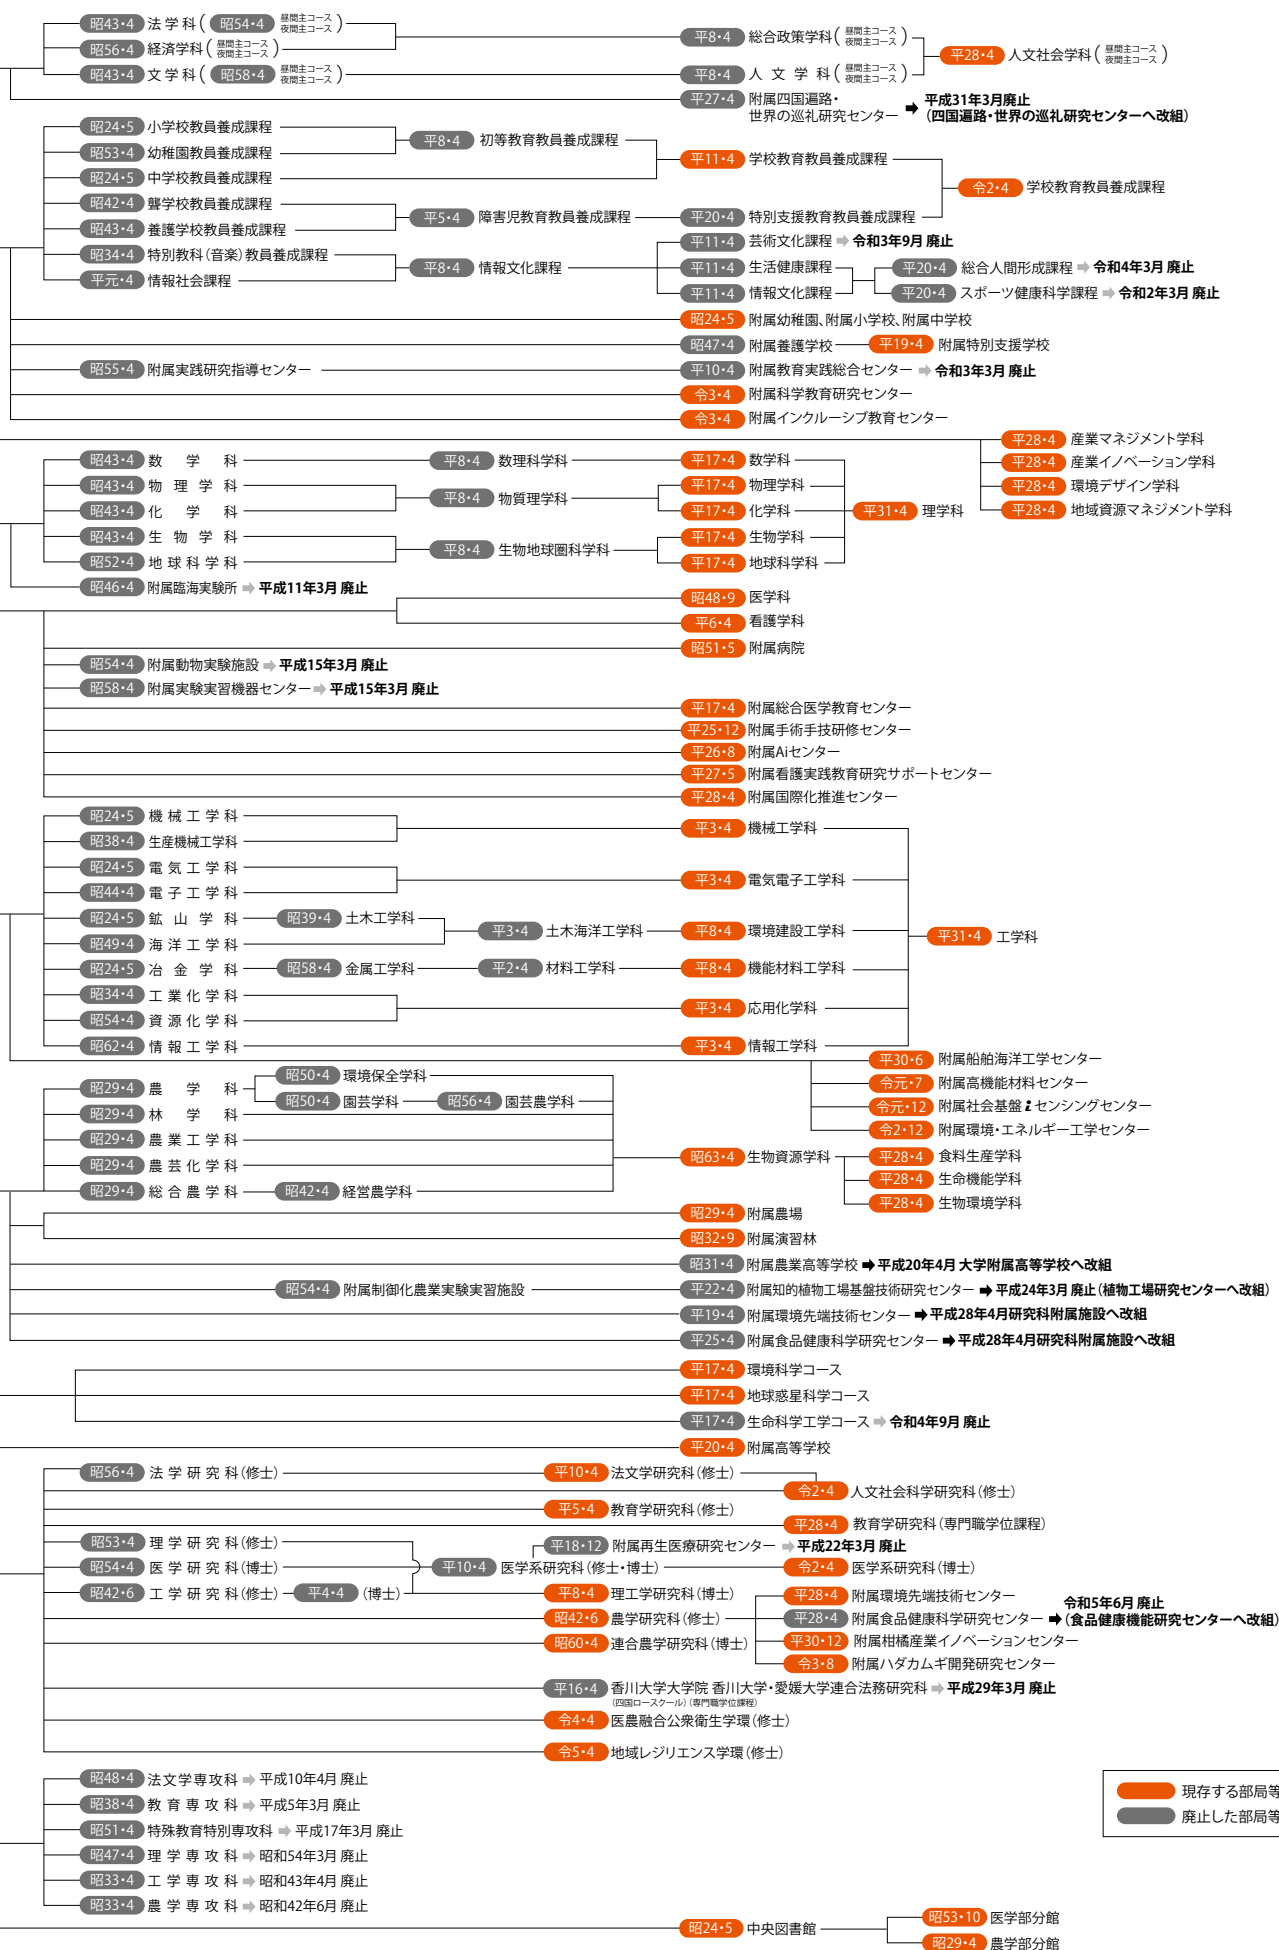 昭43・4 法学科( 昭54・4 昼間主コース 夜間主コース )
昭56・4 経済学科( 昼間主コース 夜間主コース )
昭43・4 文学科( 昭58・4 昼間主コース 夜間主コース )
平8・4 総合政策学科( 昼間主コース 夜間主コース )
平8・4 人文学科( 昼間主コース 夜間主コース )
平28・4 人文社会学科( 昼間主コース 夜間主コース )
平27・4 附属四国遍路・
世界の巡礼研究センター ➡ 平成31年3月廃止
(四国遍路・世界の巡礼研究センターへ改組)
昭24・5 小学校教員養成課程
昭53・4 幼稚園教員養成課程
平8・4 初等教育教員養成課程
昭24・5 中学校教員養成課程
平11・4 学校教育教員養成課程
令2・4 学校教育教員養成課程
昭42・4 聾学校教員養成課程
昭43・4 養護学校教員養成課程
平5・4 障害児教育教員養成課程
平20・4 特別支援教育教員養成課程
昭34・4 特別教科(音楽)教員養成課程
平元・4 情報社会課程
平8・4 情報文化課程
平11・4 芸術文化課程 ➡ 令和3年9月 廃止
平11・4 生活健康課程
平11・4 情報文化課程
平20・4 総合人間形成課程 ➡ 令和4年3月 廃止
平20・4 スポーツ健康科学課程 ➡ 令和2年3月 廃止
昭24・5 附属幼稚園、附属小学校、附属中学校
昭47・4 附属養護学校 平19・4 附属特別支援学校
昭55・4 附属実践研究指導センター 平10・4 附属教育実践総合センター ➡ 令和3年3月 廃止
令3・4 附属科学教育研究センター
令3・4 附属インクルーシブ教育センター
平28・4 産業マネジメント学科
平28・4 産業イノベーション学科
平28・4 環境デザイン学科
平28・4 地域資源マネジメント学科
昭43・4 数学科 平8・4 数理科学科 平17・4 数学科
昭43・4 物理学科
昭43・4 化学科
平8・4 物質理学科
平17・4 物理学科
平17・4 化学科
平31・4 理学科
昭43・4 生物学科
昭52・4 地球科学科
平8・4 生物地球圏科学科
平17・4 生物学科
平17・4 地球科学科
昭46・4 附属臨海実験所 ➡ 平成11年3月 廃止
昭48・9 医学科
平6・4 看護学科
昭51・5 附属病院
昭54・4 附属動物実験施設 ➡ 平成15年3月 廃止
昭58・4 附属実験実習機器センター ➡ 平成15年3月 廃止
平17・4 附属総合医学教育センター
平25・12 附属手術手技研修センター
平26・8 附属Aiセンター
平27・5 附属看護実践教育研究サポートセンター
平28・4 附属国際化推進センター
昭24・5 機械工学科
昭38・4 生産機械工学科
平3・4 機械工学科
昭24・5 電気工学科
昭44・4 電子工学科
平3・4 電気電子工学科
昭24・5 鉱山学科 昭39・4 土木工学科
昭49・4 海洋工学科
平3・4 土木海洋工学科 平8・4 環境建設工学科
平31・4 工学科
昭24・5 冶金学科 昭58・4 金属工学科 平2・4 材料工学科 平8・4 機能材料工学科
昭34・4 工業化学科
昭54・4 資源化学科
平3・4 応用化学科
昭62・4 情報工学科 平3・4 情報工学科
平30・6 附属船舶海洋工学センター
令元・7 附属高機能材料センター
令元・12 附属社会基盤iセンシングセンター
令2・12 附属環境・エネルギー工学センター
昭29・4 農学科 昭50・4 環境保全学科
昭50・4 園芸学科 昭56・4 園芸農学科
昭29・4 林学科
昭29・4 農業工学科
昭29・4 農芸化学科
昭29・4 総合農学科 昭42・4 経営農学科
昭63・4 生物資源学科
平28・4 食料生産学科
平28・4 生命機能学科
平28・4 生物環境学科
昭29・4 附属農場
昭32・9 附属演習林
昭31・4 附属農業高等学校 ➡ 平成20年4月 大学附属高等学校へ改組
昭54・4 附属制御化農業実験実習施設 平22・4 附属知的植物工場基盤技術研究センター ➡ 平成24年3月 廃止(植物工場研究センターへ改組)
平19・4 附属環境先端技術センター ➡ 平成28年4月研究科附属施設へ改組
平25・4 附属食品健康科学研究センター ➡ 平成28年4月研究科附属施設へ改組
平17・4 環境科学コース
平17・4 地球惑星科学コース
平17・4 生命科学工学コース ➡ 令和4年9月 廃止
平20・4 附属高等学校
昭56・4 法学研究科(修士) 平10・4 法文学研究科(修士)
令2・4 人文社会科学研究科(修士)
平5・4 教育学研究科(修士)
平28・4 教育学研究科(専門職学位課程)
昭53・4 理学研究科(修士)
平18・12 附属再生医療研究センター ➡ 平成22年3月 廃止
昭54・4 医学研究科(博士) 平10・4 医学系研究科(修士・博士) 令2・4 医学系研究科(博士)
昭42・6 工学研究科(修士) 平4・4 (博士) 平8・4 理工学研究科(博士)
昭42・6 農学研究科(修士)
昭60・4 連合農学研究科(博士)
平28・4 附属環境先端技術センター
平28・4 附属食品健康科学研究センター ➡ 令和5年6月 廃止
(食品健康機能研究センターへ改組)
平30・12 附属柑橘産業イノベーションセンター
令3・8 附属ハダカムギ開発研究センター
平16・4 香川大学大学院 香川大学・愛媛大学連合法務研究科 ➡ 平成29年3月 廃止
(四国ロースクール)(専門職学位課程)
令4・4 医農融合公衆衛生学環(修士)
令5・4 地域レジリエンス学環(修士)
昭48・4 法文学専攻科 ➡ 平成10年4月 廃止
昭38・4 教育専攻科 ➡ 平成5年3月 廃止
昭51・4 特殊教育特別専攻科 ➡ 平成17年3月 廃止
昭47・4 理学専攻科 ➡ 昭和54年3月 廃止
昭33・4 工学専攻科 ➡ 昭和43年4月 廃止
昭33・4 農学専攻科 ➡ 昭和42年6月 廃止
現存する部局等
廃止した部局等
昭24・5 中央図書館
昭53・10 医学部分館
昭29・4 農学部分館